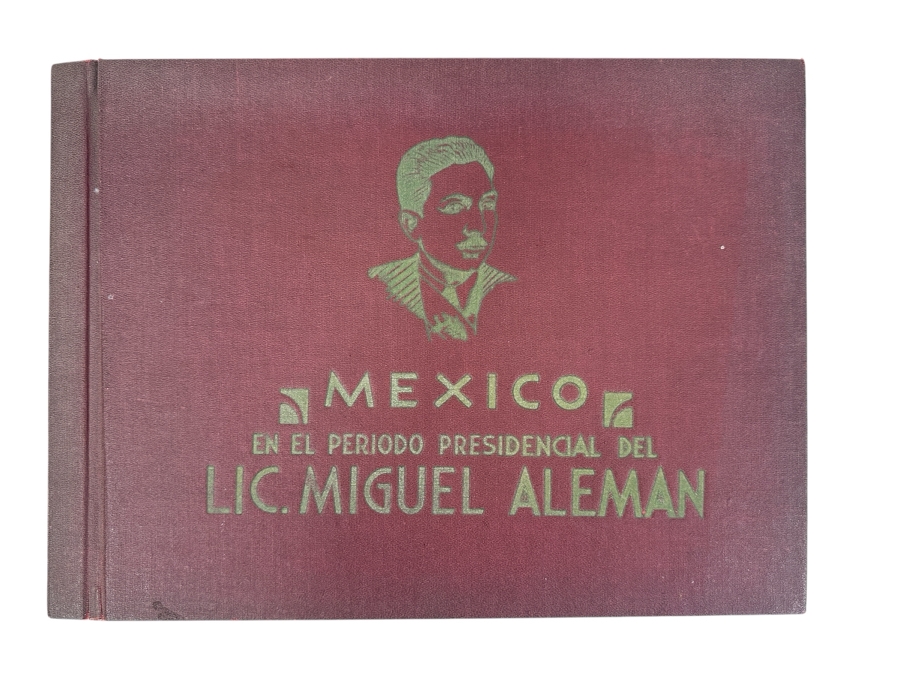 MEXICO
EN EL PERIODO PRESIDENCIAL DEL
LIC. MIGUEL ALEMAN